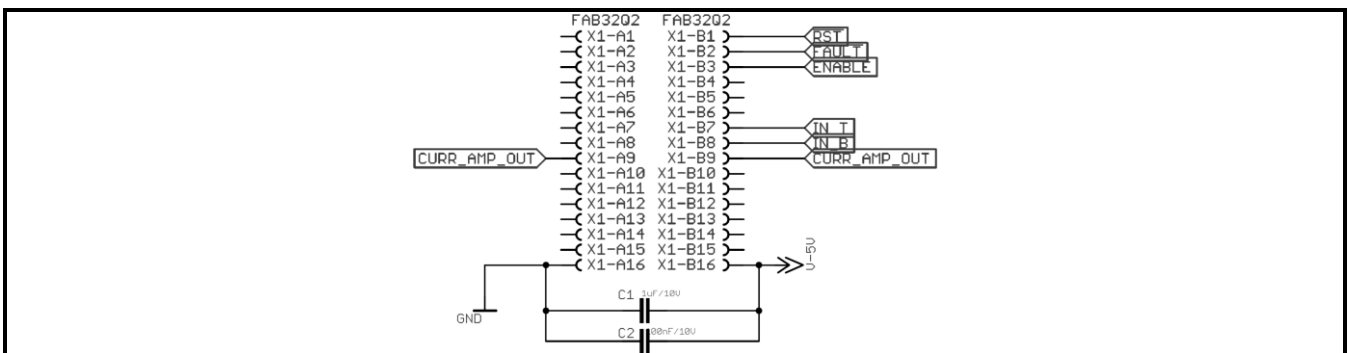 FAB32Q2 FAB32Q2
X1-A1 X1-B1 RST
X1-A2 X1-B2 FAULT
X1-A3 X1-B3 ENABLE
X1-A4 X1-B4
X1-A5 X1-B5
X1-A6 X1-B6
X1-A7 X1-B7 IN_T
X1-A8 X1-B8 IN_B
CURR_AMP_OUT X1-A9 X1-B9 CURR_AMP_OUT
X1-A10 X1-B10
X1-A11 X1-B11
X1-A12 X1-B12
X1-A13 X1-B13
X1-A14 X1-B14
X1-A15 X1-B15
X1-A16 X1-B16 V-5V
C1 1uF/10V
GND
C2 00nF/10V